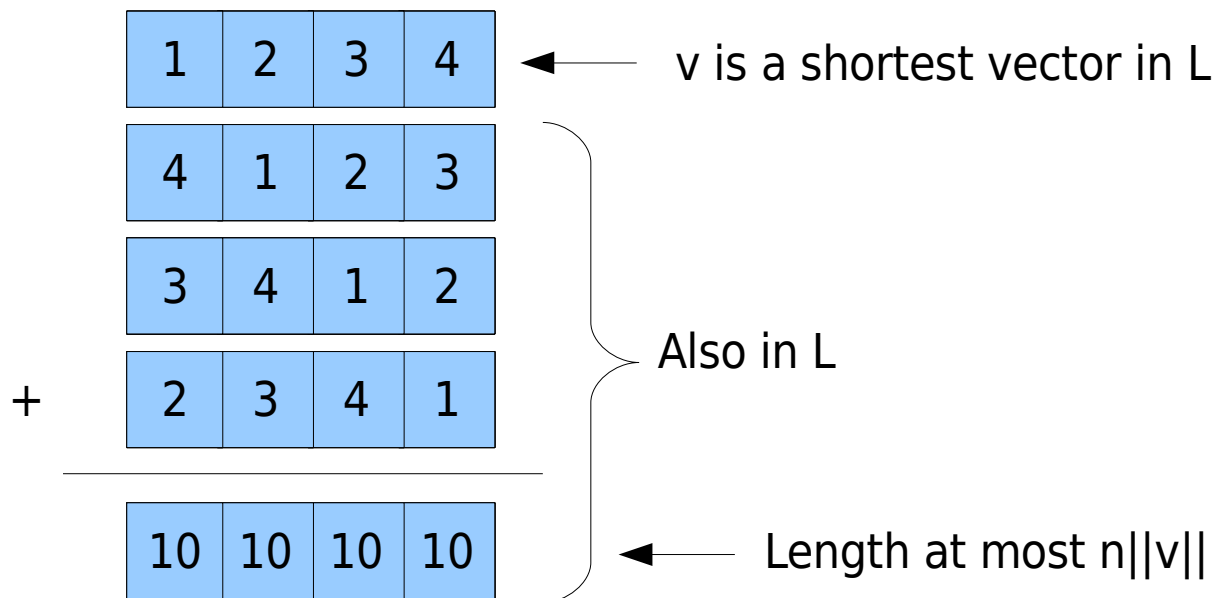 1 2 3 4 v is a shortest vector in L
4 1 2 3
3 4 1 2
Also in L
+ 2 3 4 1
10 10 10 10 Length at most n||v||